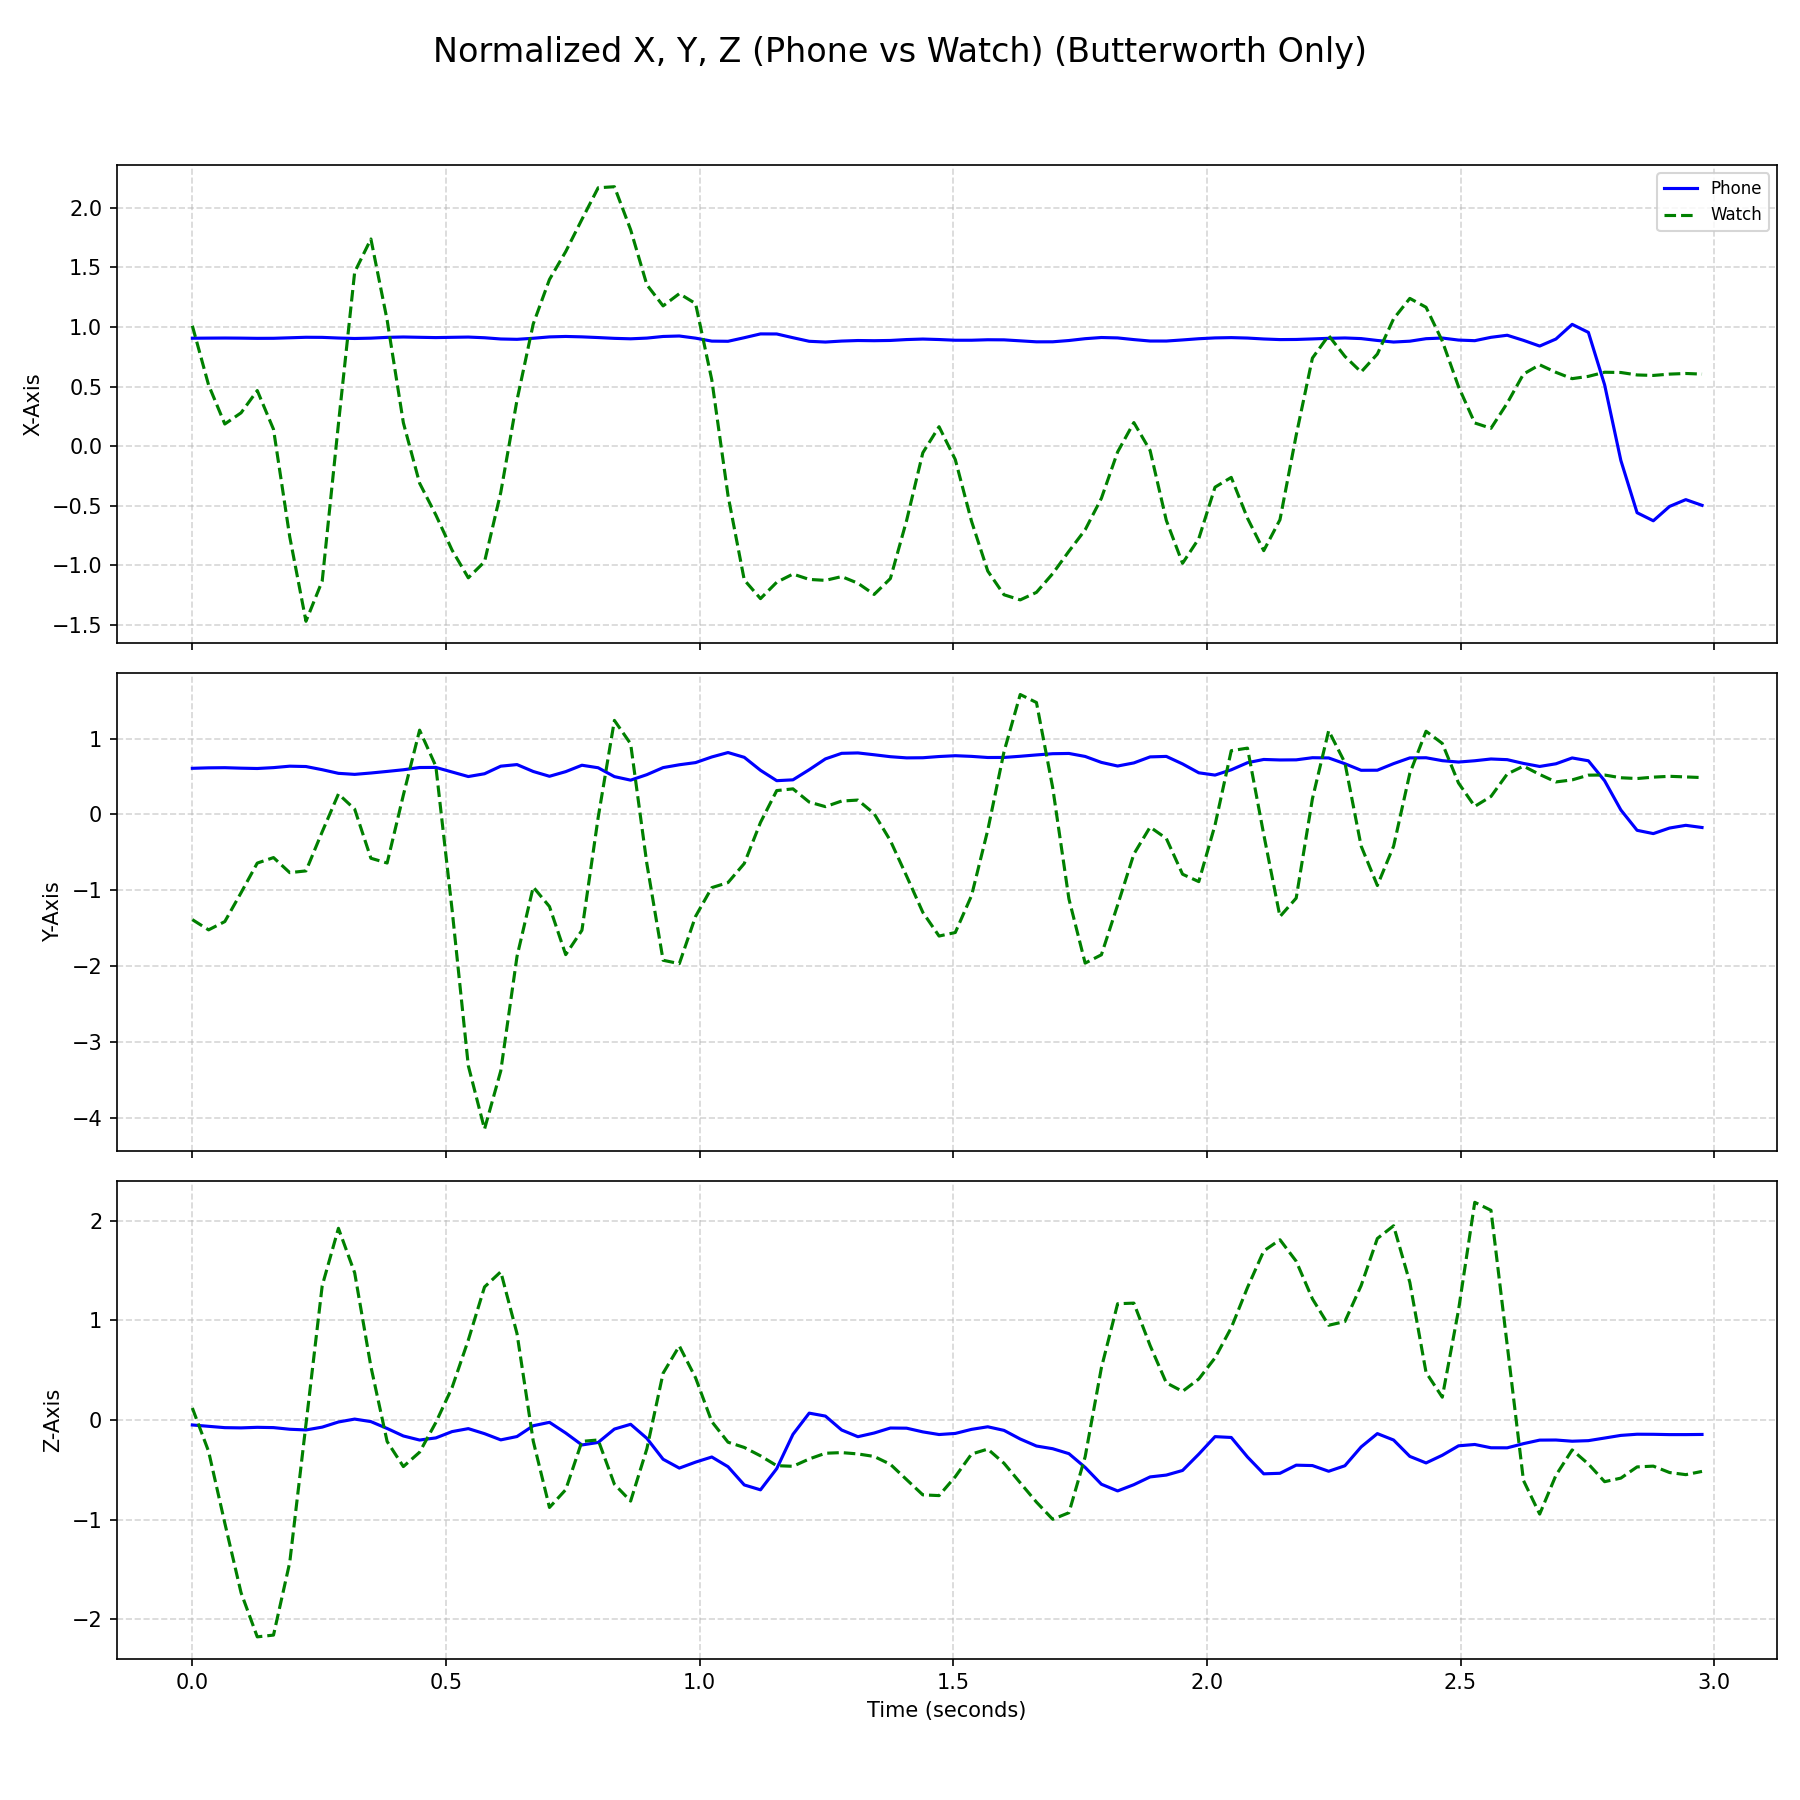 Normalized X, Y, Z (Phone vs Watch) (Butterworth Only)
Phone
Watch
X-Axis
2.0
1.5
1.0
0.5
0.0
−0.5
−1.0
−1.5
Y-Axis
1
0
−1
−2
−3
−4
Z-Axis
2
1
0
−1
−2
0.0 0.5 1.0 1.5 2.0 2.5 3.0
Time (seconds)